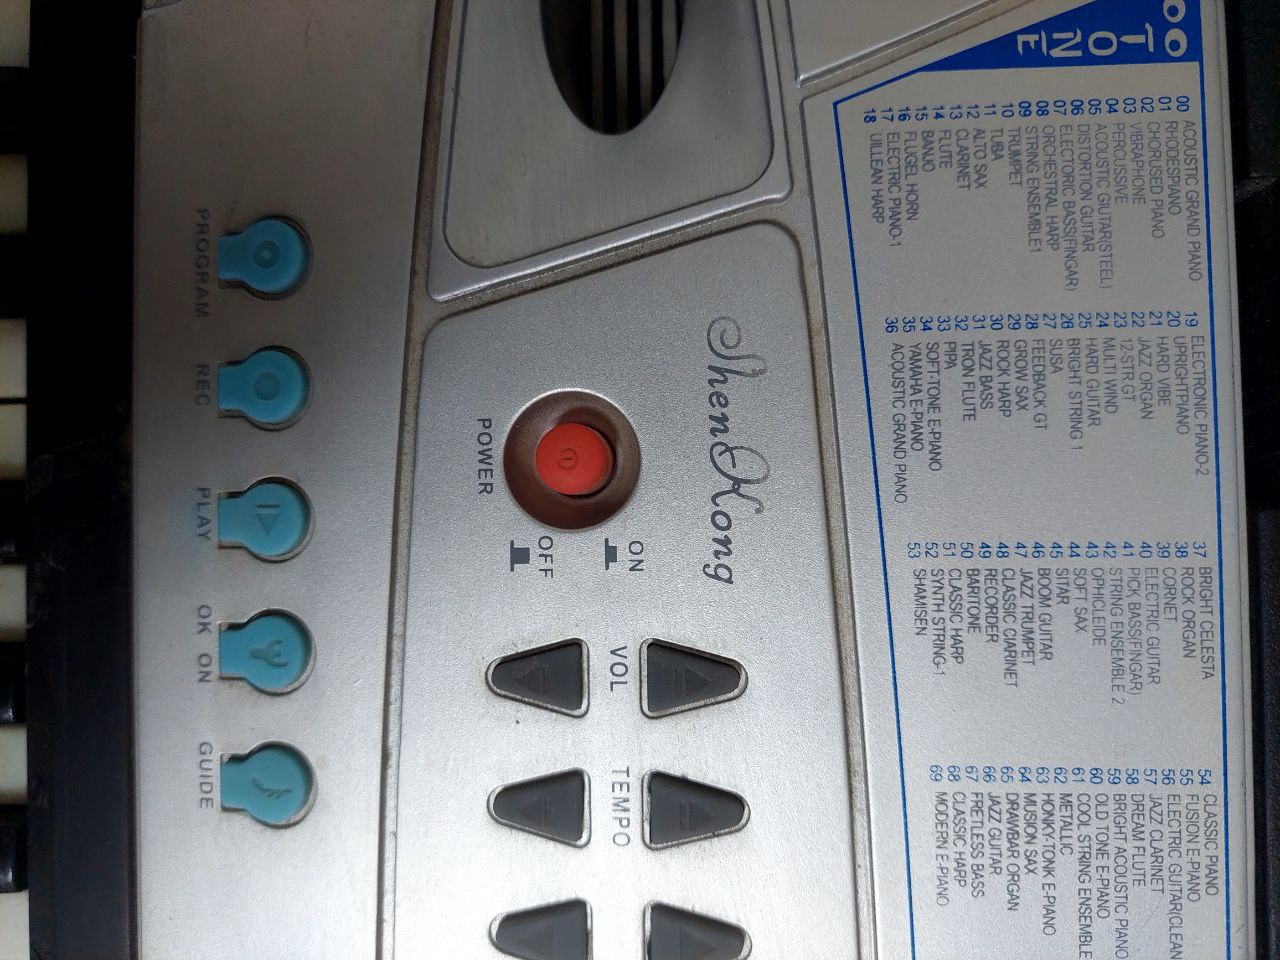 TONE
00 ACOUSTIC GRAND PIANO
01 RHODESPIANO
02 CHORUSED PIANO
03 VIBRAPHONE
04 PERCUSSIVE
05 ACOUSTIC GIUTAR(STEEL)
06 DISTORTION GUITAR
07 ELECTORIC BASS(FINGAR)
08 ORCHESTRAL HARP
09 STRING ENSEMBLE1
10 TRUMPET
11 TUBA
12 ALTO SAX
13 CLARINET
14 FLUTE
15 BANJO
16 FLUGEL HORN
17 ELECTRIC PIANO-1
18 UILLEAN HARP
19 ELECTRONIC PIANO-2
20 UPRIGHTPIANO
21 HARD VIBE
22 JAZZ ORGAN
23 12-STR.GT
24 MULTI WIND
25 HARD GUITAR
26 BRIGHT STRING 1
27 SUSA
28 FEEDBACK GT
29 GROW SAX
30 ROCK HARP
31 JAZZ BASS
32 TRON FLUTE
33 PIPA
34 SOFT-TONE E-PIANO
35 YAMAHA E-PIANO
36 ACOUSTIC GRAND PIANO
37 BRIGHT CELESTA
38 ROCK ORGAN
39 CORNET
40 ELECTRIC GUITAR
41 PICK BASS(FINGAR)
42 STRING ENSEMBLE 2
43 OPHICLEIDE
44 SOFT SAX
45 SITAR
46 BOOM GUITAR
47 JAZZ TRUMPET
48 CLASSIC CIARINET
49 RECORDER
50 BARITONE
51 CLASSIC HARP
52 SYNTH STRING-1
53 SHAMISEN
54 CLASSIC PIANO
55 FUSION E-PIANO
56 ELECTRIC GUITAR(CLEAN
57 JAZZ CLARINET
58 DREAM FLUTE
59 BRIGHT ACOUSTIC PIANO
60 OLD TONE E-PIANO
61 COOL STRING ENSEMBLE
62 METALLIC
63 HONKY-TONK E-PIANO
64 MUSION SAX
65 DRAWBAR ORGAN
66 JAZZ GUITAR
67 FRETLESS BASS
68 CLASSIC HARP
69 MODERN E-PIANO
ShenKong
ON
OFF
POWER
VOL
TEMPO
PROGRAM
REC
PLAY
OK ON
GUIDE